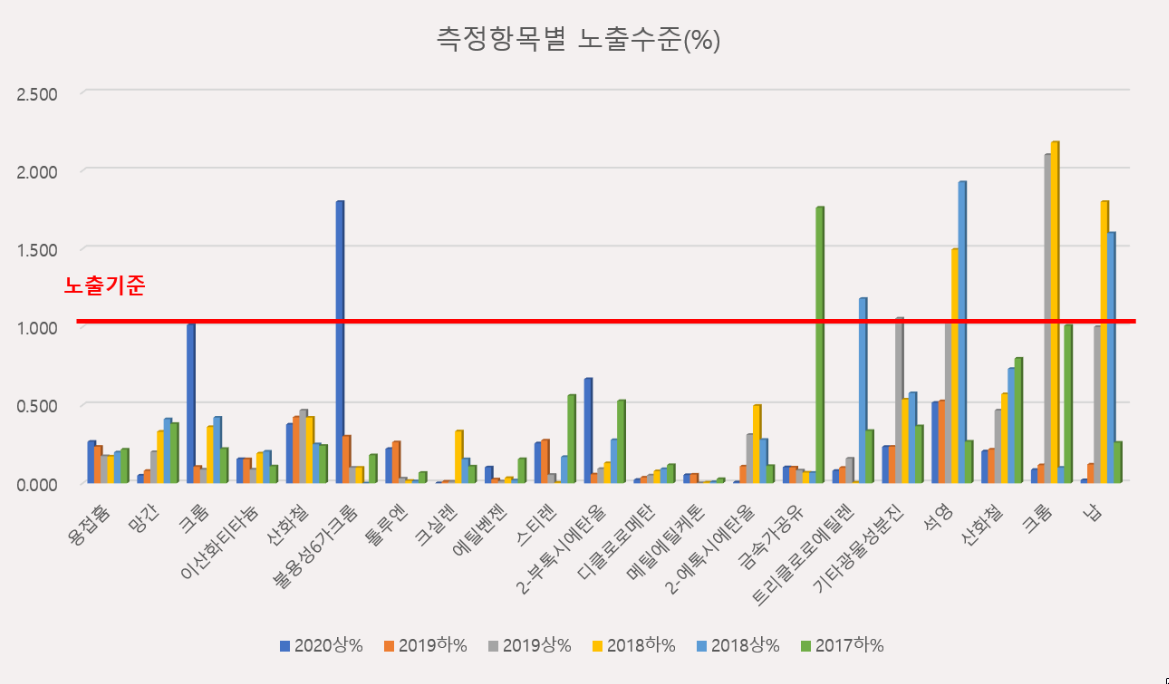 측정항목별 노출수준(%)
2.500
2.000
1.500
노출기준
1.000
0.500
0.000
용접흄
망간
크롬
이산화티타늄
산화철
불용성6가크롬
톨루엔
크실렌
에틸벤젠
스티렌
2-부톡시에탄올
디클로로메탄
메틸에틸케톤
2-에톡시에탄올
금속가공유
트리클로로에틸렌
기타광물성분진
석영
산화철
크롬
납
2020상% 2019하% 2019상% 2018하% 2018상% 2017하%